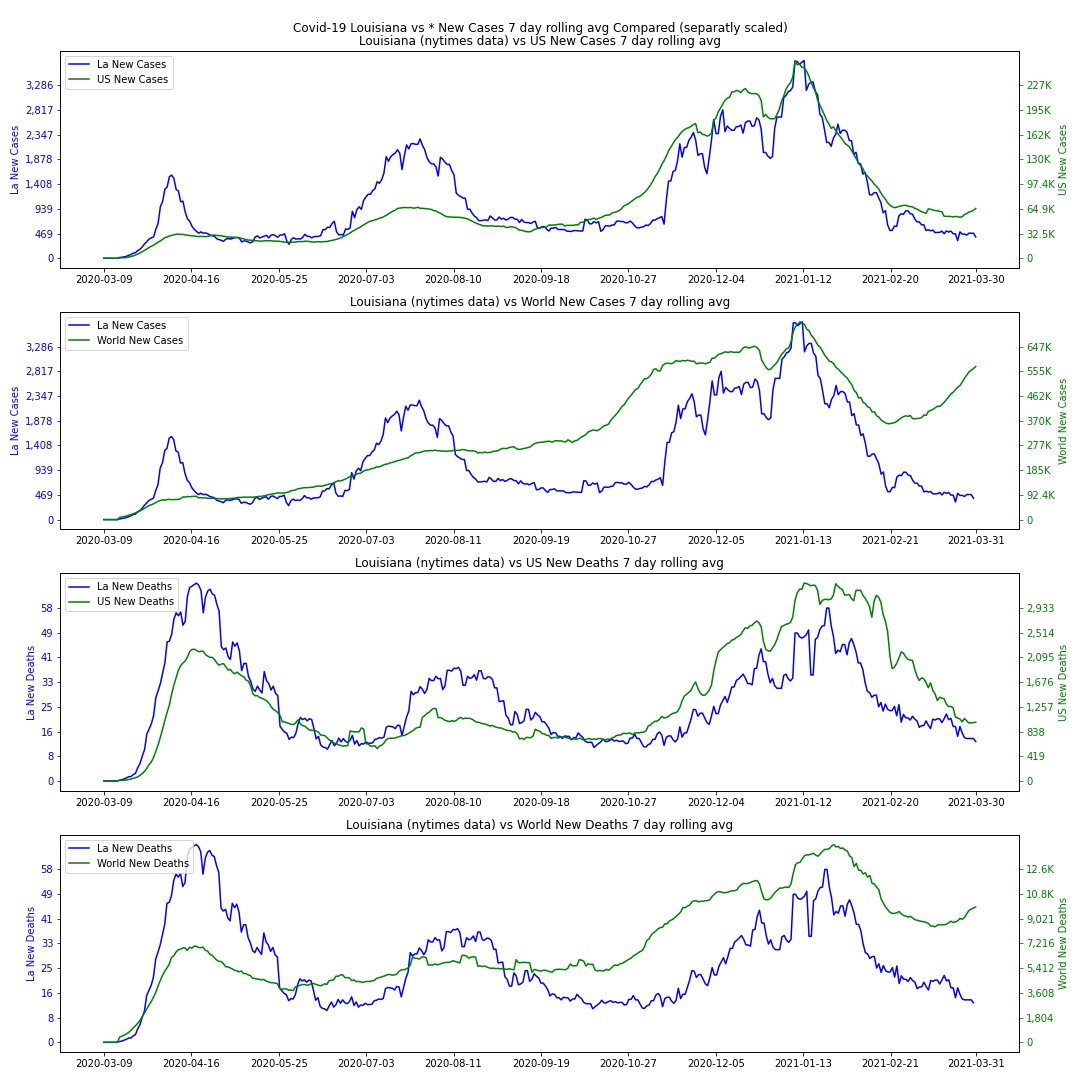 Covid-19 Louisiana vs * New Cases 7 day rolling avg Compared (separatly scaled)
Louisiana (nytimes data) vs US New Cases 7 day rolling avg
La New Cases
US New Cases
3,286
2,817
2,347
1,878
1,408
939
469
0
La New Cases
227K
195K
162K
130K
97.4K
64.9K
32.5K
0
US New Cases
2020-03-09 2020-04-16 2020-05-25 2020-07-03 2020-08-10 2020-09-18 2020-10-27 2020-12-04 2021-01-12 2021-02-20 2021-03-30
Louisiana (nytimes data) vs World New Cases 7 day rolling avg
La New Cases
World New Cases
3,286
2,817
2,347
1,878
1,408
939
469
0
La New Cases
647K
555K
462K
370K
277K
185K
92.4K
0
World New Cases
2020-03-09 2020-04-16 2020-05-25 2020-07-03 2020-08-11 2020-09-19 2020-10-27 2020-12-05 2021-01-13 2021-02-21 2021-03-31
Louisiana (nytimes data) vs US New Deaths 7 day rolling avg
La New Deaths
US New Deaths
58
49
41
33
25
16
8
0
La New Deaths
2,933
2,514
2,095
1,676
1,257
838
419
0
US New Deaths
2020-03-09 2020-04-16 2020-05-25 2020-07-03 2020-08-10 2020-09-18 2020-10-27 2020-12-04 2021-01-12 2021-02-20 2021-03-30
Louisiana (nytimes data) vs World New Deaths 7 day rolling avg
La New Deaths
World New Deaths
58
49
41
33
25
16
8
0
La New Deaths
12.6K
10.8K
9,021
7,216
5,412
3,608
1,804
0
World New Deaths
2020-03-09 2020-04-16 2020-05-25 2020-07-03 2020-08-11 2020-09-19 2020-10-27 2020-12-05 2021-01-13 2021-02-21 2021-03-31